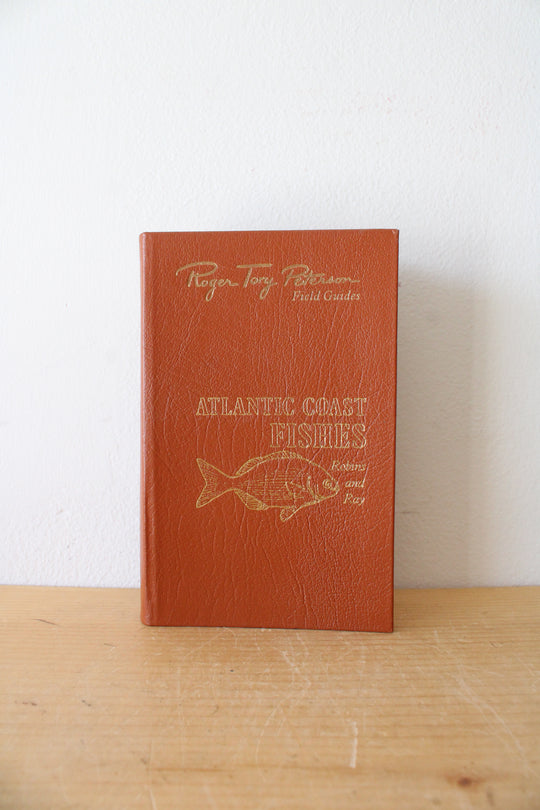 Roger Tory Peterson
Field Guides
ATLANTIC COAST
FISHES
Robins
and
Ray